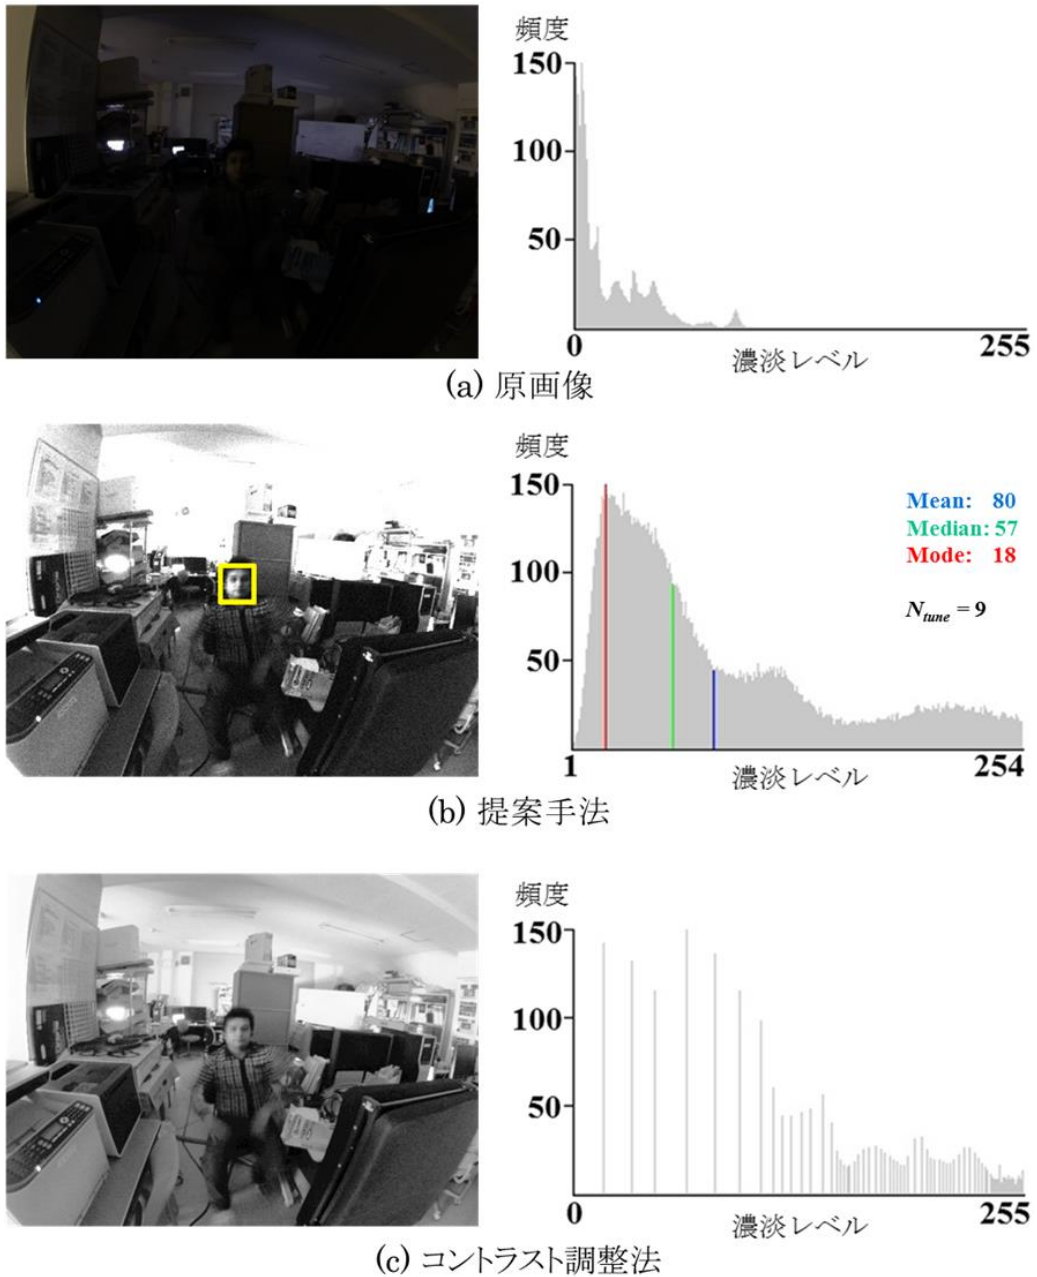 頻度
150
100
50
0
255
濃淡レベル
(a) 原画像
頻度
150
100
50
Mean: 80
Median: 57
Mode: 18
Ntune = 9
1
254
濃淡レベル
(b) 提案手法
頻度
150
100
50
0
255
濃淡レベル
(c) コントラスト調整法